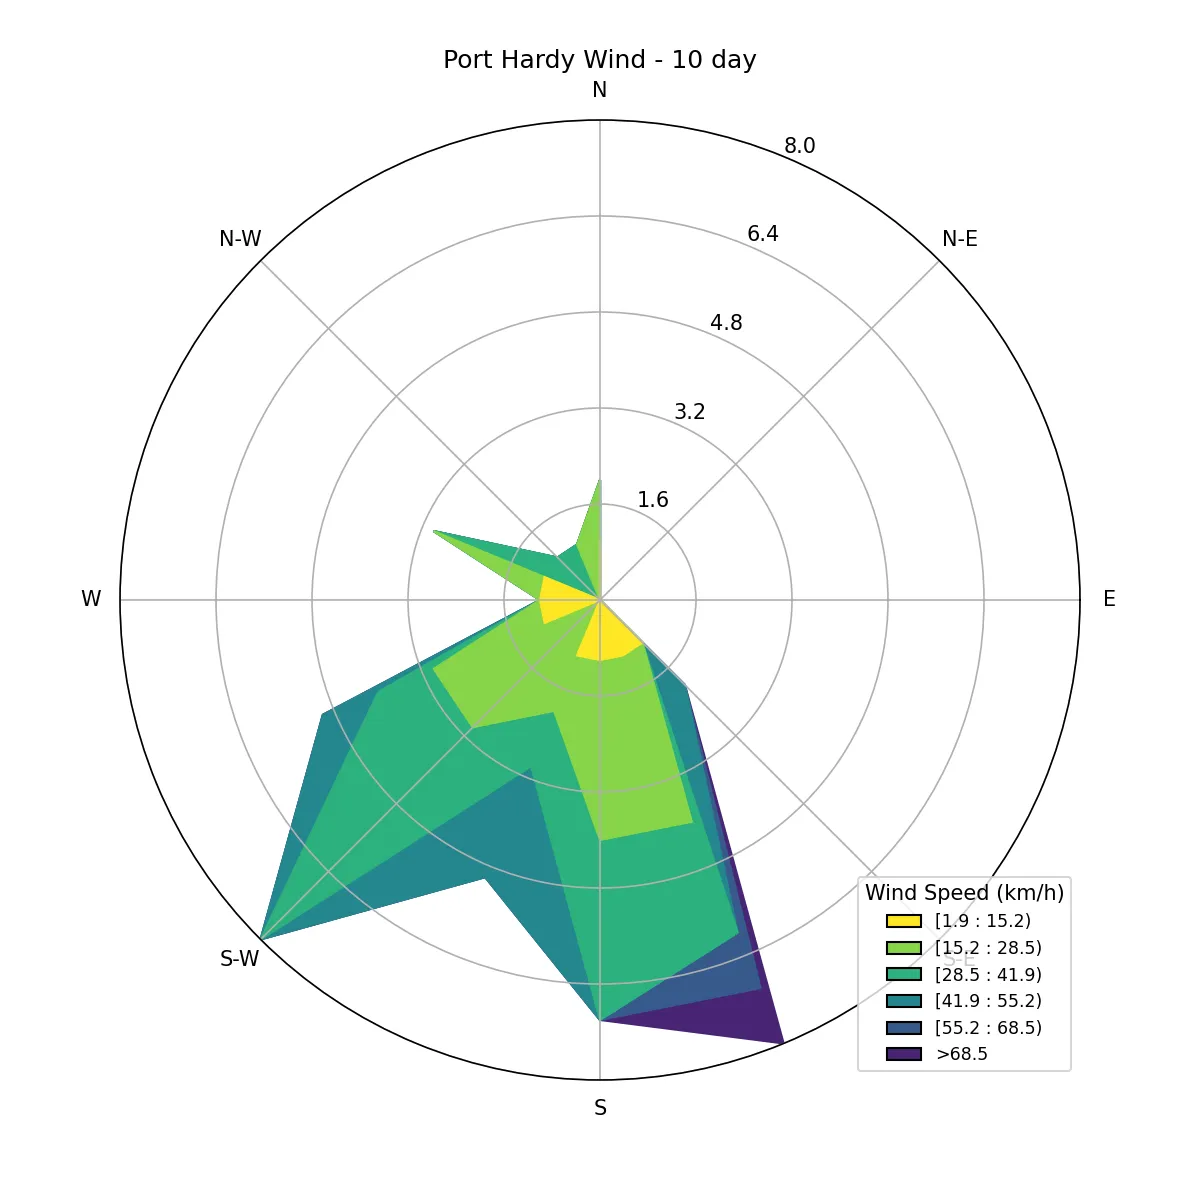 Port Hardy Wind - 10 day
N
8.0
N-W
6.4
N-E
4.8
3.2
1.6
W
E
Wind Speed (km/h)
[1.9 : 15.2)
[15.2 : 28.5)
S-W
S-E
[28.5 : 41.9)
[41.9 : 55.2)
[55.2 : 68.5)
>68.5
S